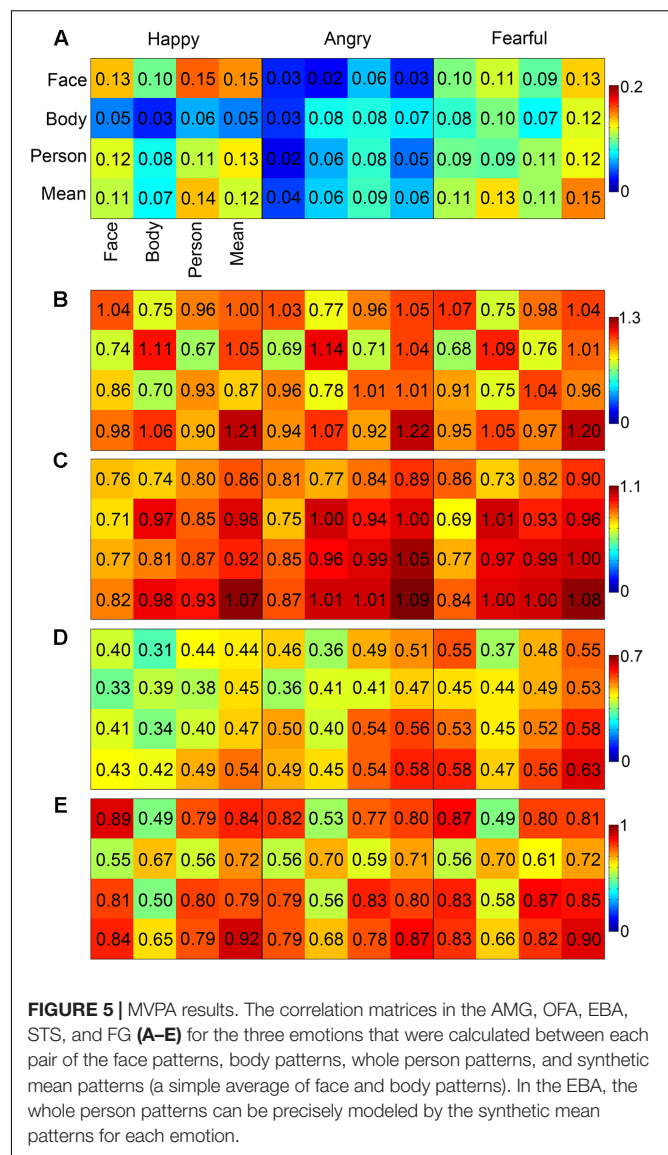 A Happy Angry Fearful
Face 0.13 0.10 0.15 0.15 0.03 0.02 0.06 0.03 0.10 0.11 0.09 0.13 0.2
Body 0.05 0.03 0.06 0.05 0.03 0.08 0.08 0.07 0.08 0.10 0.07 0.12
Person 0.12 0.08 0.11 0.13 0.02 0.06 0.08 0.05 0.09 0.09 0.11 0.12
Mean 0.11 0.07 0.14 0.12 0.04 0.06 0.09 0.06 0.11 0.13 0.11 0.15 0
Face Body Person Mean
B 1.04 0.75 0.96 1.00 1.03 0.77 0.96 1.05 1.07 0.75 0.98 1.04 1.3
0.74 1.11 0.67 1.05 0.69 1.14 0.71 1.04 0.68 1.09 0.76 1.01
0.86 0.70 0.93 0.87 0.96 0.78 1.01 1.01 0.91 0.75 1.04 0.96
0.98 1.06 0.90 1.21 0.94 1.07 0.92 1.22 0.95 1.05 0.97 1.20 0
C 0.76 0.74 0.80 0.86 0.81 0.77 0.84 0.89 0.86 0.73 0.82 0.90 1.1
0.71 0.97 0.85 0.98 0.75 1.00 0.94 1.00 0.69 1.01 0.93 0.96
0.77 0.81 0.87 0.92 0.85 0.96 0.99 1.05 0.77 0.97 0.99 1.00
0.82 0.98 0.93 1.07 0.87 1.01 1.01 1.09 0.84 1.00 1.00 1.08 0
D 0.40 0.31 0.44 0.44 0.46 0.36 0.49 0.51 0.55 0.37 0.48 0.55 0.7
0.33 0.39 0.38 0.45 0.36 0.41 0.41 0.47 0.45 0.44 0.49 0.53
0.41 0.34 0.40 0.47 0.50 0.40 0.54 0.56 0.53 0.45 0.52 0.58
0.43 0.42 0.49 0.54 0.49 0.45 0.54 0.58 0.58 0.47 0.56 0.63 0
E 0.89 0.49 0.79 0.84 0.82 0.53 0.77 0.80 0.87 0.49 0.80 0.81 1
0.55 0.67 0.56 0.72 0.56 0.70 0.59 0.71 0.56 0.70 0.61 0.72
0.81 0.50 0.80 0.79 0.79 0.56 0.83 0.80 0.83 0.58 0.87 0.85
0.84 0.65 0.79 0.92 0.79 0.68 0.78 0.87 0.83 0.66 0.82 0.90 0
FIGURE 5 | MVPA results. The correlation matrices in the AMG, OFA, EBA,
STS, and FG (A–E) for the three emotions that were calculated between each
pair of the face patterns, body patterns, whole person patterns, and synthetic
mean patterns (a simple average of face and body patterns). In the EBA, the
whole person patterns can be precisely modeled by the synthetic mean
patterns for each emotion.